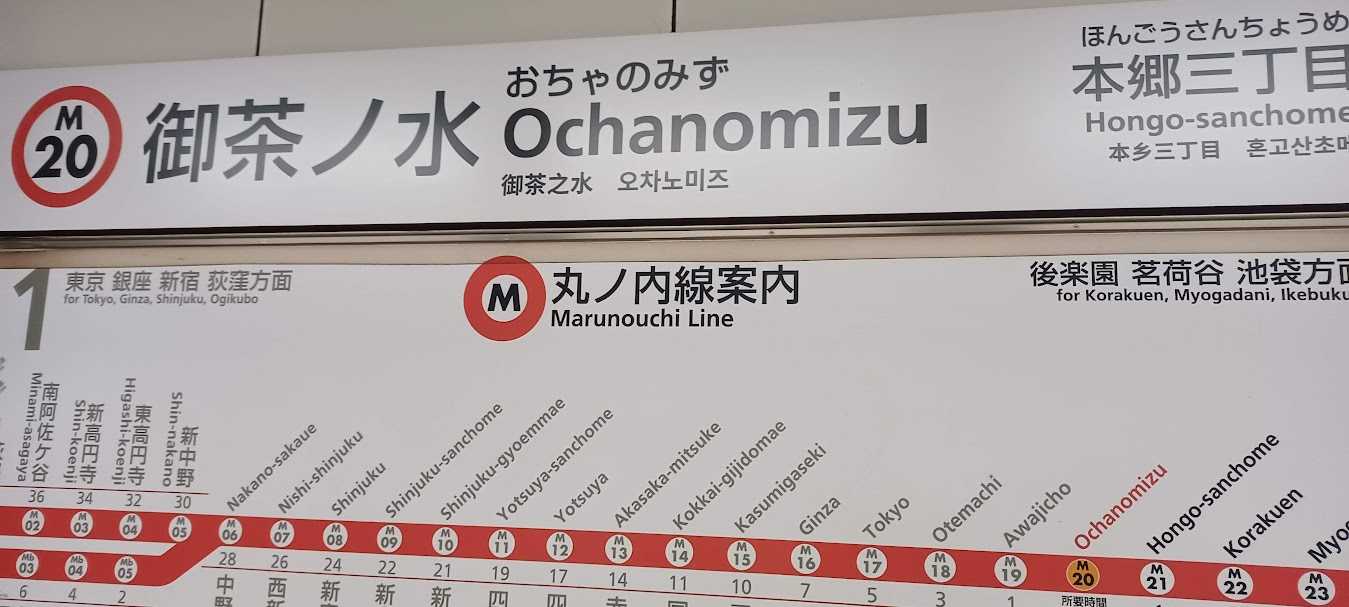 M
20
御茶ノ水
おちゃのみず
Ochanomizu
御茶之水 오차노미즈
ほんごうさんちょうめ
本郷三丁目
Hongo-sanchome
本乡三丁目 혼고산초메
1
東京 銀座 新宿 荻窪方面
for Tokyo, Ginza, Shinjuku, Ogikubo
M
丸ノ内線案内
Marunouchi Line
後楽園 茗荷谷 池袋方面
for Korakuen, Myogadani,
南阿佐ケ谷
Minami-asagaya
新高円寺
Shin-koenji
東高円寺
Higashi-koenji
新中野
Shin-nakano
Nakano-sakaue
Nishi-shinjuku
Shinjuku
Shinjuku-sanchome
Shinjuku-gyoemmae
Yotsuya-sanchome
Yotsuya
Akasaka-mitsuke
Kokkai-gijidomae
Kasumigaseki
Ginza
Tokyo
Otemachi
Awajicho
Ochanomizu
Hongo-sanchome
Korakuen
36 34 32 30
M 02 M 03 M 04 M 05 M 06 M 07 M 08 M 09 M 10 M 11 M 12 M 13 M 14 M 15 M 16 M 17 M 18 M 19 M 20 M 21 M 22 M 23
Mb 03 Mb 04 Mb 05
28 26 24 22 21 19 17 14 11 10 7 5 3 1
6 4 2
所要時間